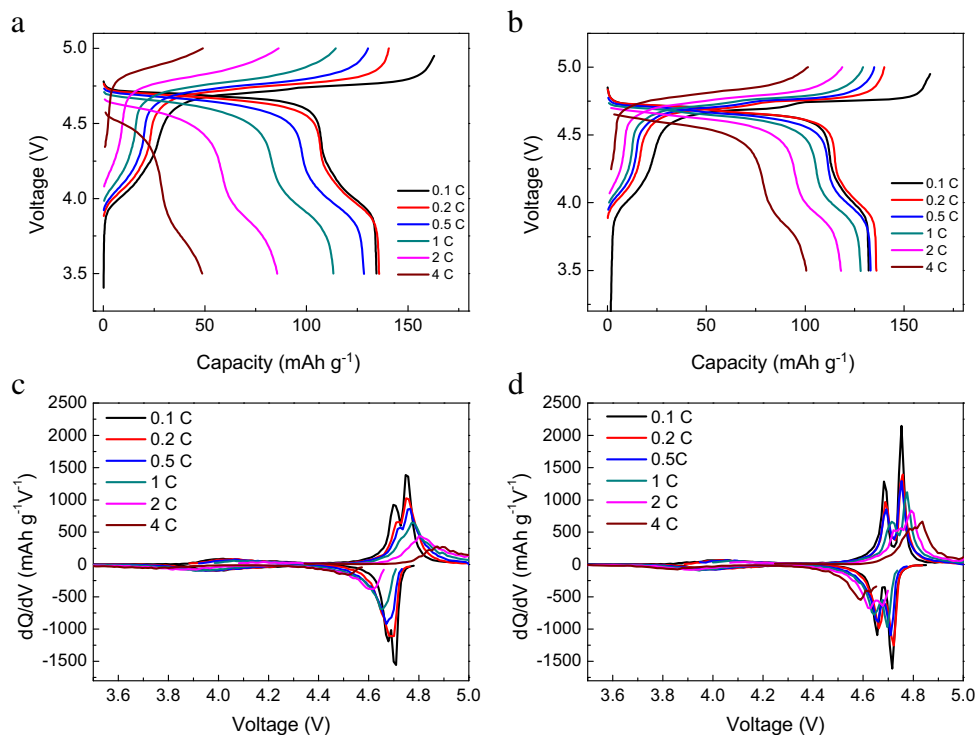 a
5.0
4.5
4.0
3.5
Voltage (V)
0.1 C
0.2 C
0.5 C
1 C
2 C
4 C
0 50 100 150
Capacity (mAh g⁻¹)
b
5.0
4.5
4.0
3.5
Voltage (V)
0.1 C
0.2 C
0.5 C
1 C
2 C
4 C
0 50 100 150
Capacity (mAh g⁻¹)
c
2500
2000
1500
1000
500
0
-500
-1000
-1500
dQ/dV (mAh g⁻¹V⁻¹)
0.1 C
0.2 C
0.5 C
1 C
2 C
4 C
3.6 3.8 4.0 4.2 4.4 4.6 4.8 5.0
Voltage (V)
d
2500
2000
1500
1000
500
0
-500
-1000
-1500
dQ/dV (mAh g⁻¹V⁻¹)
0.1 C
0.2 C
0.5C
1 C
2 C
4 C
3.6 3.8 4.0 4.2 4.4 4.6 4.8 5.0
Voltage (V)